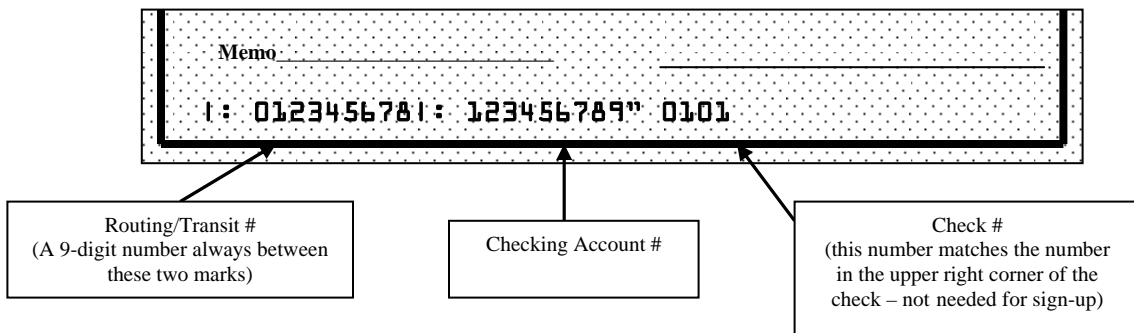 Memo
|: 012345678|: 123456789" 0101
Routing/Transit #
(A 9-digit number always between
these two marks)
Checking Account #
Check #
(this number matches the number
in the upper right corner of the
check – not needed for sign-up)